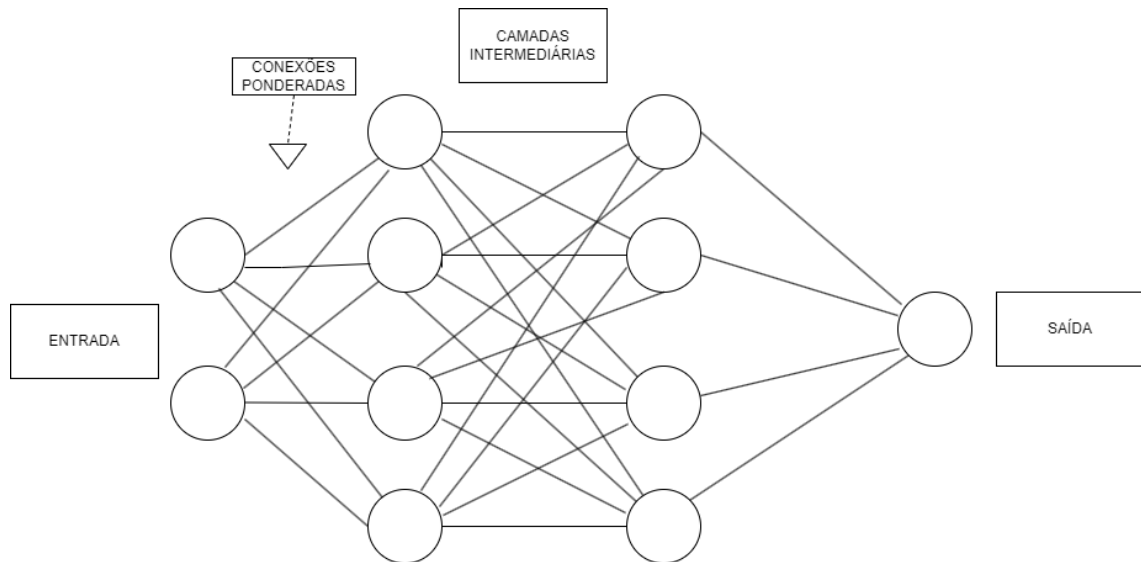 CAMADAS
INTERMEDIÁRIAS
CONEXÕES
PONDERADAS
ENTRADA
SAÍDA